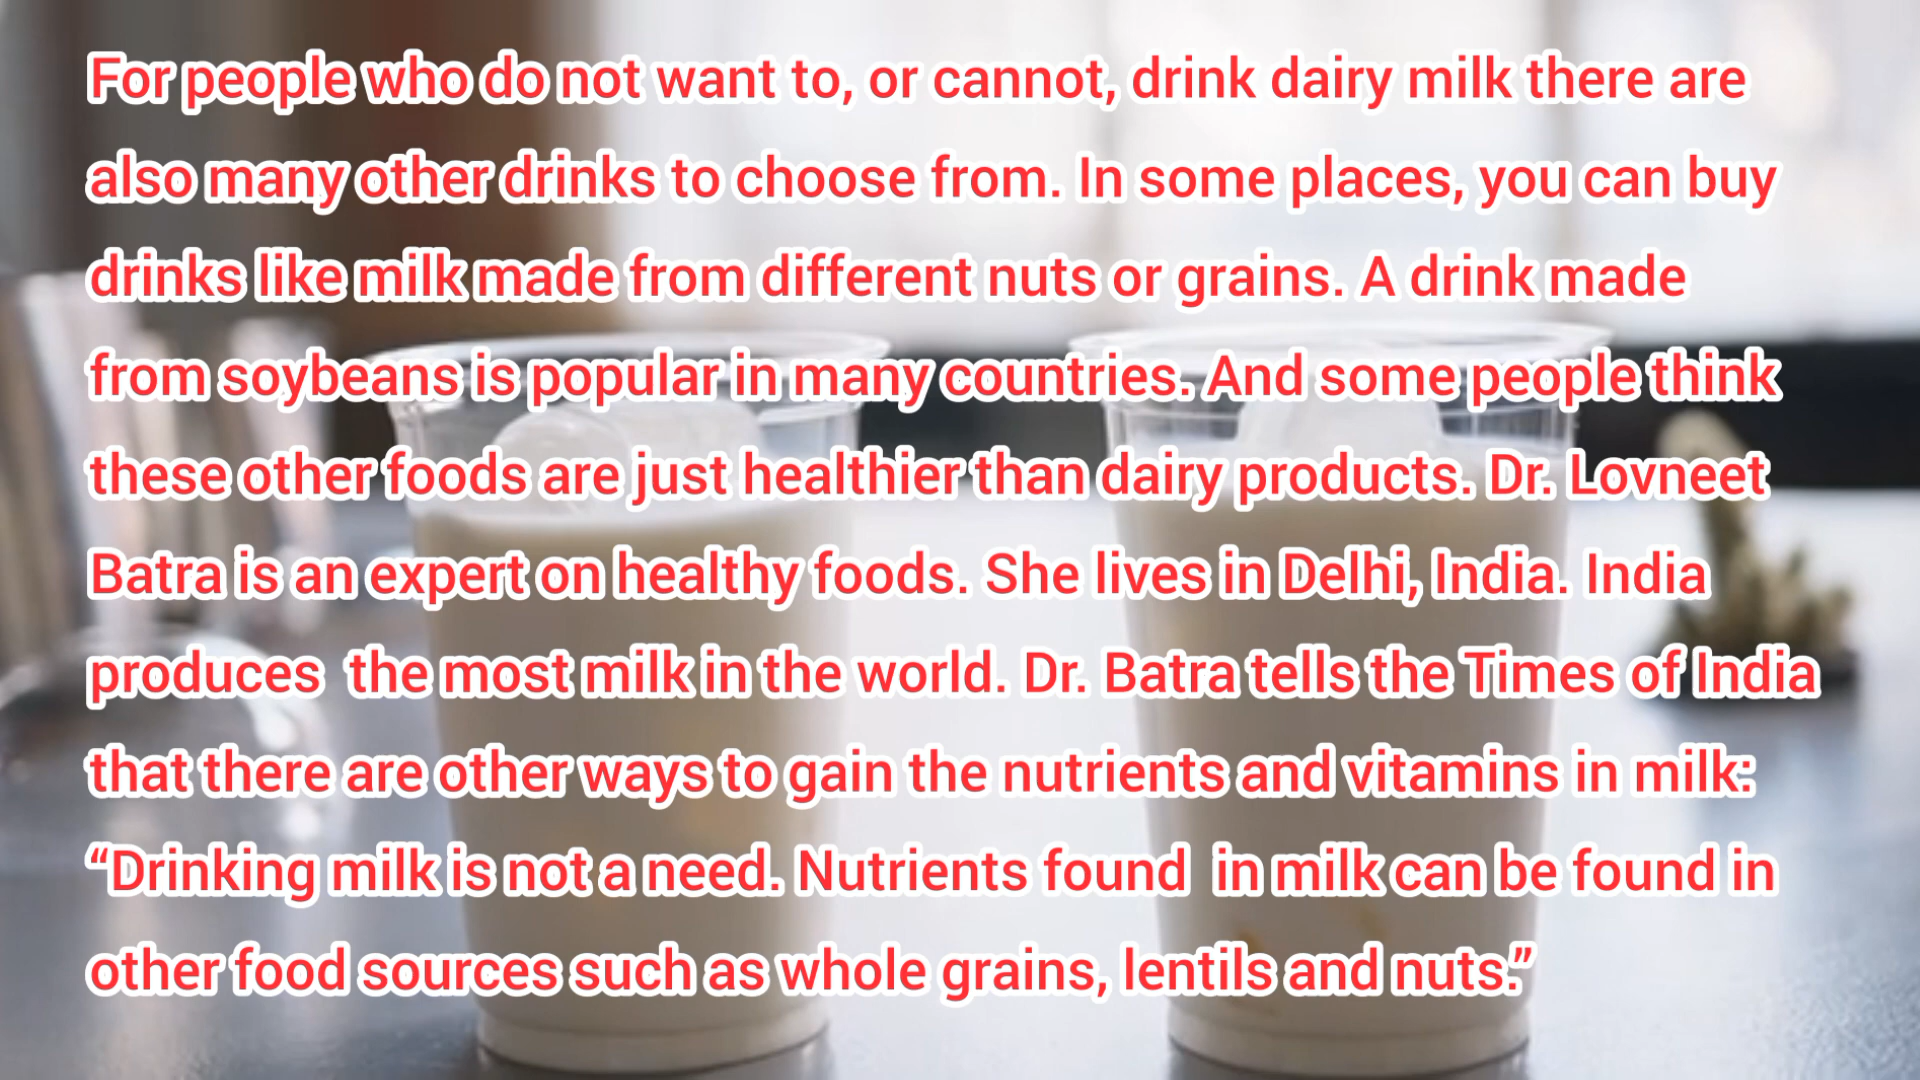 For people who do not want to, or cannot, drink dairy milk there are
also many other drinks to choose from. In some places, you can buy
drinks like milk made from different nuts or grains. A drink made
from soybeans is popular in many countries. And some people think
these other foods are just healthier than dairy products. Dr. Lovneet
Batra is an expert on healthy foods. She lives in Delhi, India. India
produces  the most milk in the world. Dr. Batra tells the Times of India
that there are other ways to gain the nutrients and vitamins in milk:
“Drinking milk is not a need. Nutrients found  in milk can be found in
other food sources such as whole grains, lentils and nuts.”